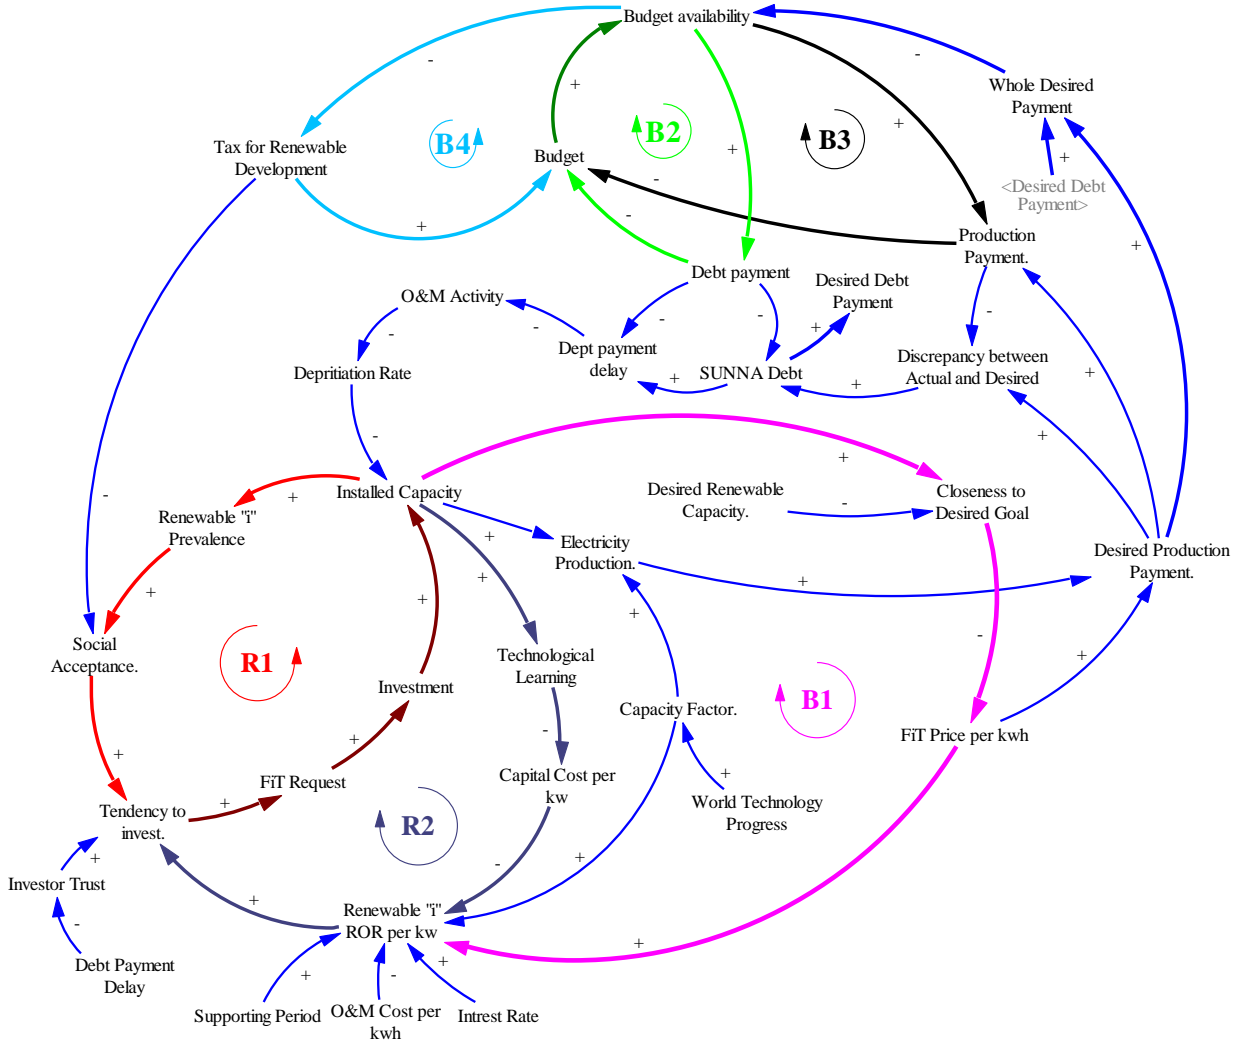 Budget availability
-
-
+
Whole Desired
Payment
+
B4
B2
B3
Tax for Renewable
Development
Budget
+
+
-
<Desired Debt
Payment>
+
-
Production
Payment.
+
Debt payment
Desired Debt
Payment
O&M Activity
-
-
-
-
+
-
Dept payment
delay
SUNNA Debt
Discrepancy between
Actual and Desired
Depritiation Rate
+
+
+
-
+
+
Installed Capacity
+
-
Renewable "i"
Prevalence
Desired Renewable
Capacity.
-
Closeness to
Desired Goal
+
Electricity
Production.
Desired Production
Payment.
+
+
+
+
+
-
Social
Acceptance.
R1
Technological
Learning
+
Investment
B1
Capacity Factor.
-
FiT Price per kwh
+
+
FiT Request
Capital Cost per
kw
+
World Technology
Progress
+
Tendency to
invest.
R2
+
+
-
Investor Trust
+
-
Renewable "i"
ROR per kw
+
Debt Payment
Delay
+
-
+
Supporting Period
O&M Cost per
kwh
Intrest Rate